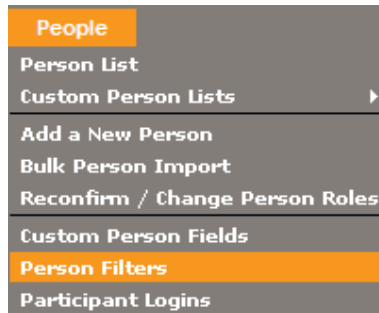 People
Person List
Custom Person Lists
Add a New Person
Bulk Person Import
Reconfirm / Change Person Roles
Custom Person Fields
Person Filters
Participant Logins